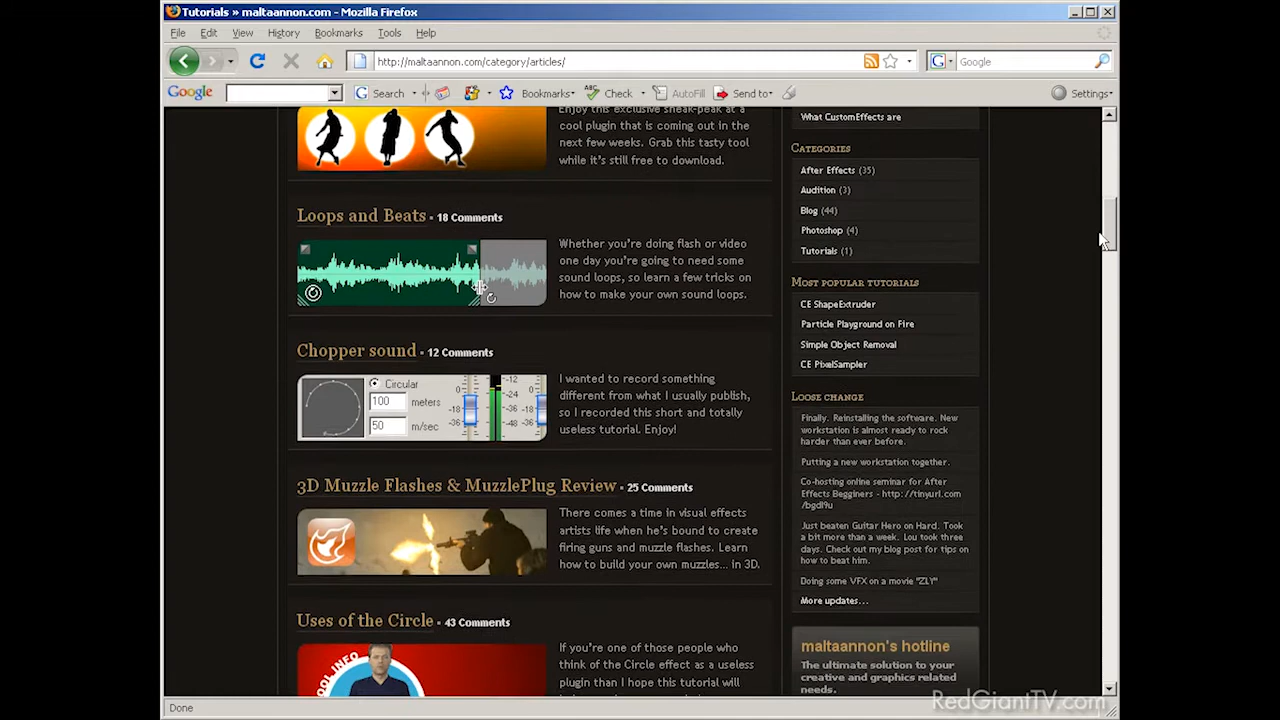 Tutorials » maltaannon.com - Mozilla Firefox
File Edit View History Bookmarks Tools Help
http://maltaannon.com/category/articles/
Google
Google Search Bookmarks Check AutoFill Send to Settings
Enjoy this exclusive sneak-peak at a
cool plugin that is coming out in the
next few weeks. Grab this tasty tool
while it's still free to download.
Loops and Beats - 18 Comments
Whether you're doing flash or video
one day you're going to need some
sound loops, so learn a few tricks on
how to make your own sound loops.
Chopper sound - 12 Comments
Circular
100 meters
50 m/sec
0
-18
-36
-12
-24
-36
-48
0
-18
-36
I wanted to record something
different from what I usually publish,
so I recorded this short and totally
useless tutorial. Enjoy!
3D Muzzle Flashes & MuzzlePlug Review - 25 Comments
There comes a time in visual effects
artists life when he's bound to create
firing guns and muzzle flashes. Learn
how to build your own muzzles... in 3D.
Uses of the Circle - 43 Comments
OOL INFO
If you're one of those people who
think of the Circle effect as a useless
plugin than I hope this tutorial will
What CustomEffects are
Categories
After Effects (35)
Audition (3)
Blog (44)
Photoshop (4)
Tutorials (1)
Most popular tutorials
CE ShapeExtruder
Particle Playground on Fire
Simple Object Removal
CE PixelSampler
Loose change
Finally. Reinstalling the software. New
workstation is almost ready to rock
harder than ever before.
Putting a new workstation together.
Co-hosting online seminar for After
Effects Begginers - http://tinyurl.com
/bgdl9u
Just beaten Guitar Hero on Hard. Took
a bit more than a week. Lou took three
days. Check out my blog post for tips on
how to beat him.
Doing some VFX on a movie "ZLY"
More updates...
maltaannon's hotline
The ultimate solution to your
creative and graphics related
needs.
Done
RedGiantTV.com